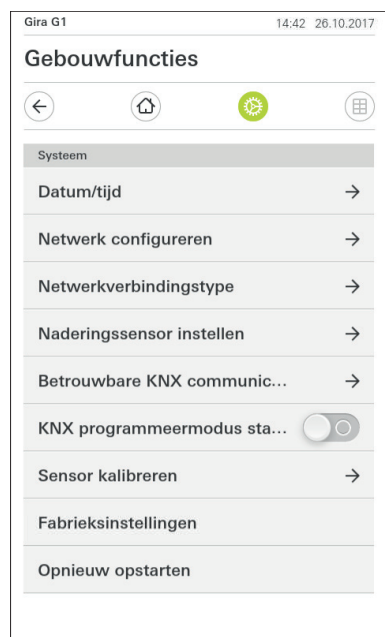 Gira G1 14:42 26.10.2017
Gebouwfuncties
Systeem
Datum/tijd
Netwerk configureren
Netwerkverbindingstype
Naderingssensor instellen
Betrouwbare KNX communic...
KNX programmeermodus sta...
Sensor kalibreren
Fabrieksinstellingen
Opnieuw opstarten